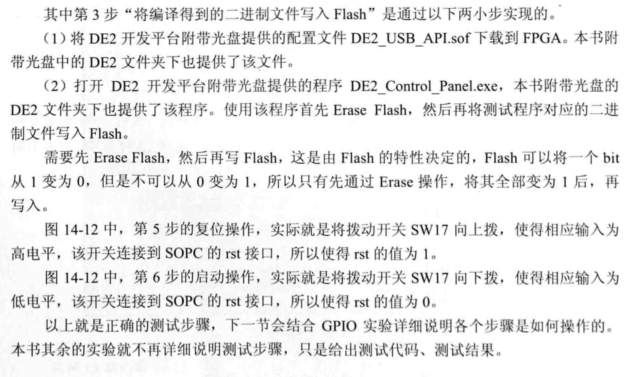 其中第 3 步“将编译得到的二进制文件写入 Flash”是通过以下两小步实现的。
（1）将 DE2 开发平台附带光盘提供的配置文件 DE2_USB_API.sof 下载到 FPGA。本书附
带光盘中的 DE2 文件夹下也提供了该文件。
（2）打开 DE2 开发平台附带光盘提供的程序 DE2_Control_Panel.exe，本书附带光盘的
DE2 文件夹下也提供了该程序。使用该程序首先 Erase Flash，然后再将测试程序对应的二进
制文件写入 Flash。
需要先 Erase Flash，然后再写 Flash，这是由 Flash 的特性决定的，Flash 可以将一个 bit
从 1 变为 0，但是不可以从 0 变为 1，所以只有先通过 Erase 操作，将其全部变为 1 后，再
写入。
图 14-12 中，第 5 步的复位操作，实际就是将拨动开关 SW17 向上拨，使得相应输入为
高电平，该开关连接到 SOPC 的 rst 接口，所以使得 rst 的值为 1。
图 14-12 中，第 6 步的启动操作，实际就是将拨动开关 SW17 向下拨，使得相应输入为
低电平，该开关连接到 SOPC 的 rst 接口，所以使得 rst 的值为 0。
以上就是正确的测试步骤，下一节会结合 GPIO 实验详细说明各个步骤是如何操作的。
本书其余的实验就不再详细说明测试步骤，只是给出测试代码、测试结果。